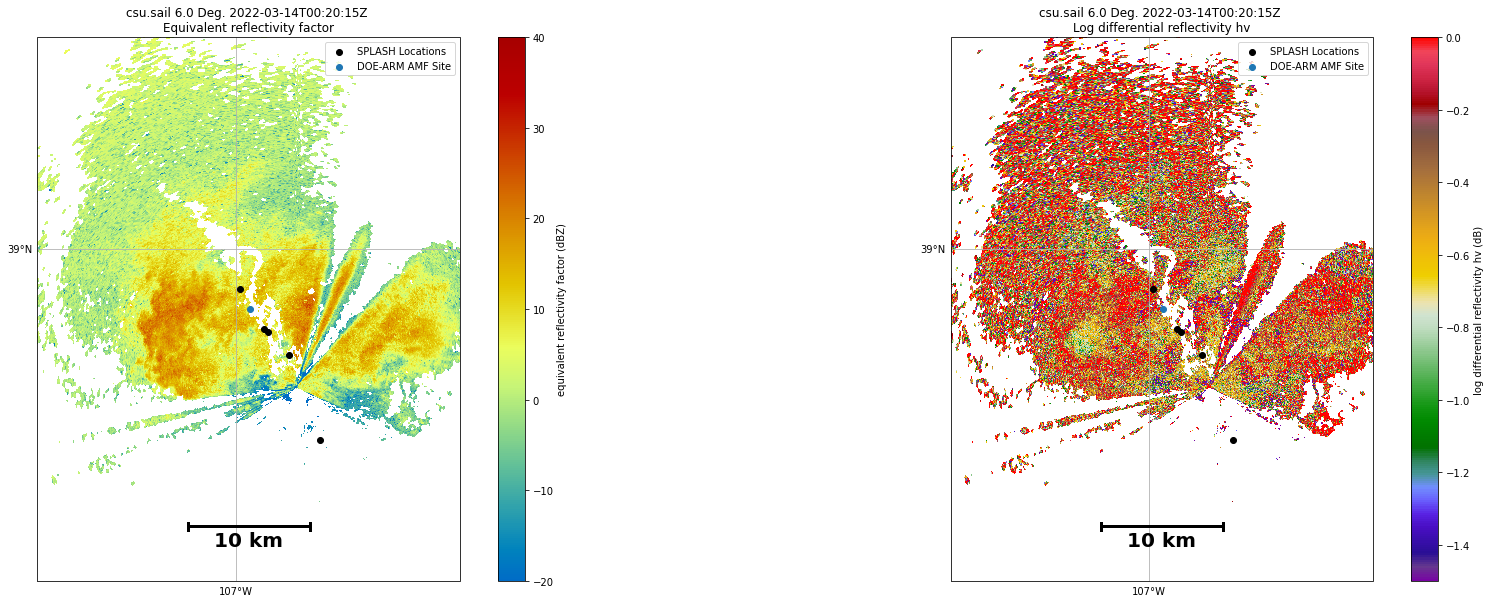 csu.sail 6.0 Deg. 2022-03-14T00:20:15Z
Equivalent reflectivity factor
SPLASH Locations
DOE-ARM AMF Site
39°N
107°W
10 km
40
30
20
10
0
−10
−20
equivalent reflectivity factor (dBZ)
csu.sail 6.0 Deg. 2022-03-14T00:20:15Z
Log differential reflectivity hv
SPLASH Locations
DOE-ARM AMF Site
39°N
107°W
10 km
0.0
−0.2
−0.4
−0.6
−0.8
−1.0
−1.2
−1.4
log differential reflectivity hv (dB)